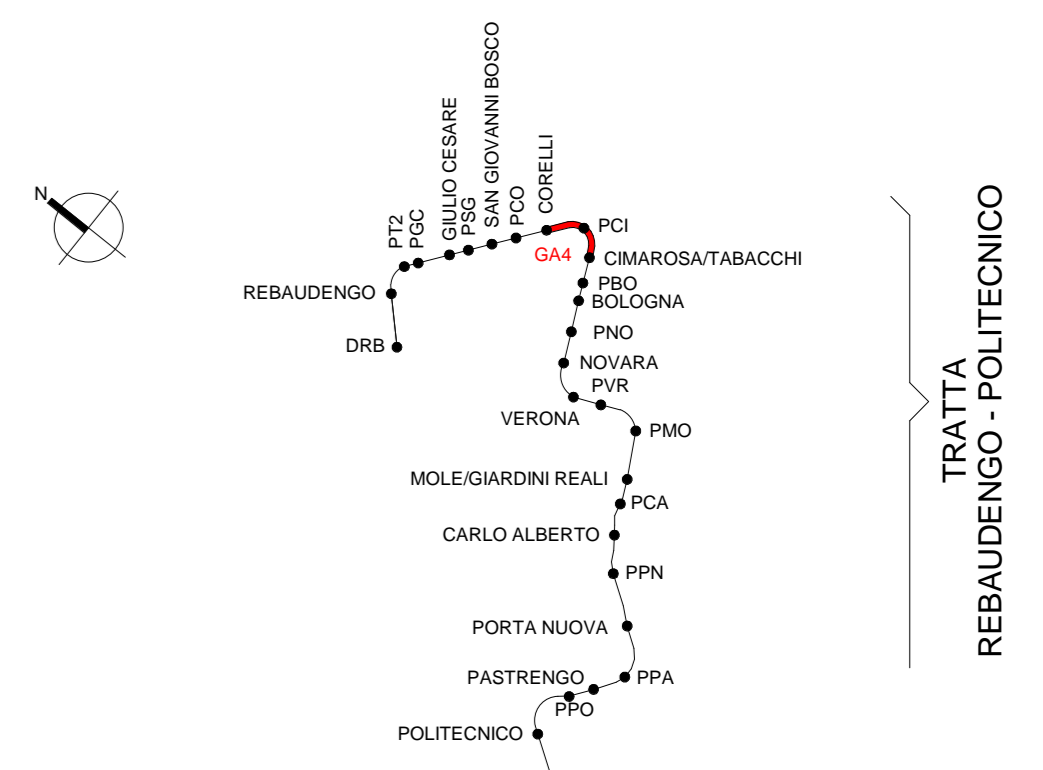 N
PT2
PGC
GIULIO CESARE
PSG
SAN GIOVANNI BOSCO
PCO
CORELLI
PCI
GA4
CIMAROSA/TABACCHI
REBAUDENGO
PBO
BOLOGNA
DRB
PNO
NOVARA
PVR
VERONA
PMO
MOLE/GIARDINI REALI
PCA
CARLO ALBERTO
PPN
PORTA NUOVA
PASTRENGO
PPA
PPO
POLITECNICO
TRATTA
REBAUDENGO - POLITECNICO